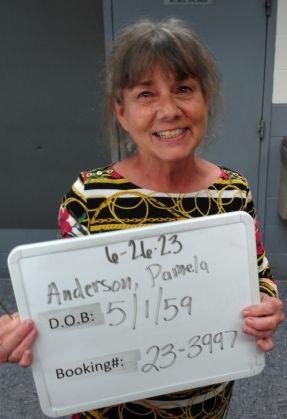 6-26-23
Anderson, Pamela
D.O.B.: 5/1/59
Booking#: 23-3997